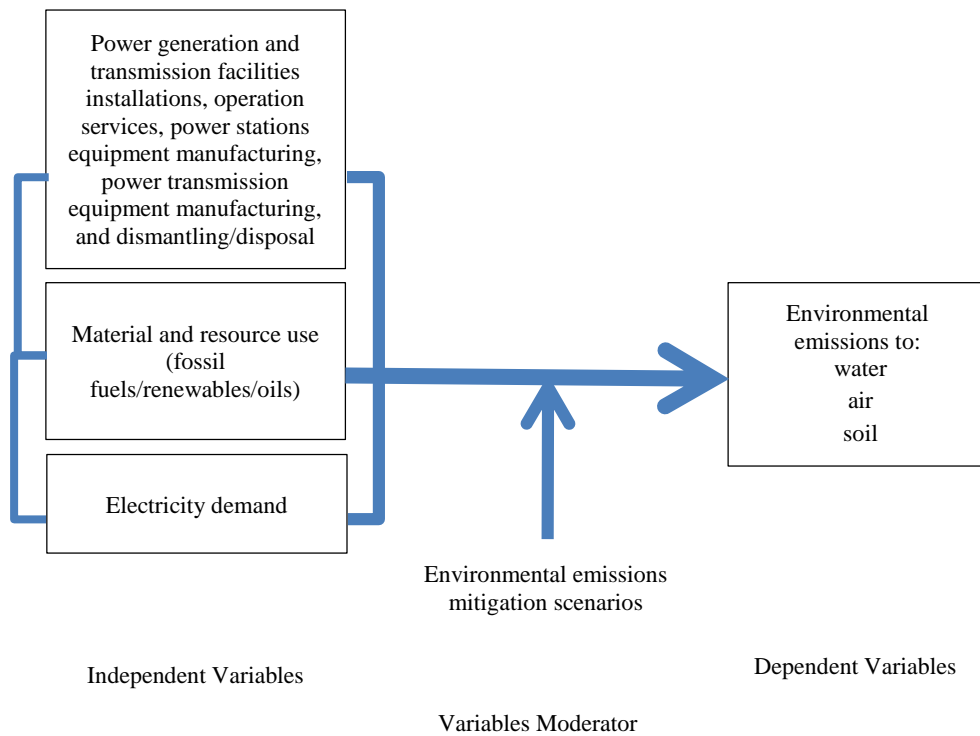 Power generation and
transmission facilities
installations, operation
services, power stations
equipment manufacturing,
power transmission
equipment manufacturing,
and dismantling/disposal
Material and resource use
(fossil
fuels/renewables/oils)
Electricity demand
Environmental
emissions to:
water
air
soil
Environmental emissions
mitigation scenarios
Independent Variables
Dependent Variables
Variables Moderator